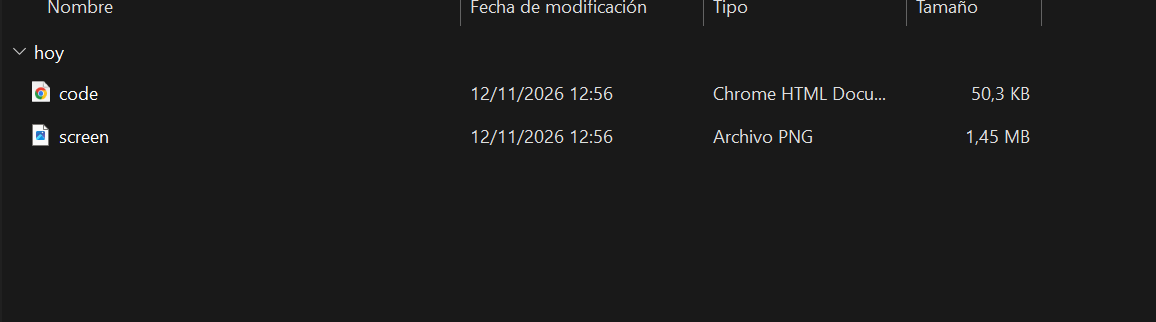 Nombre Fecha de modificación Tipo Tamaño
hoy
code 12/11/2026 12:56 Chrome HTML Docu... 50,3 KB
screen 12/11/2026 12:56 Archivo PNG 1,45 MB